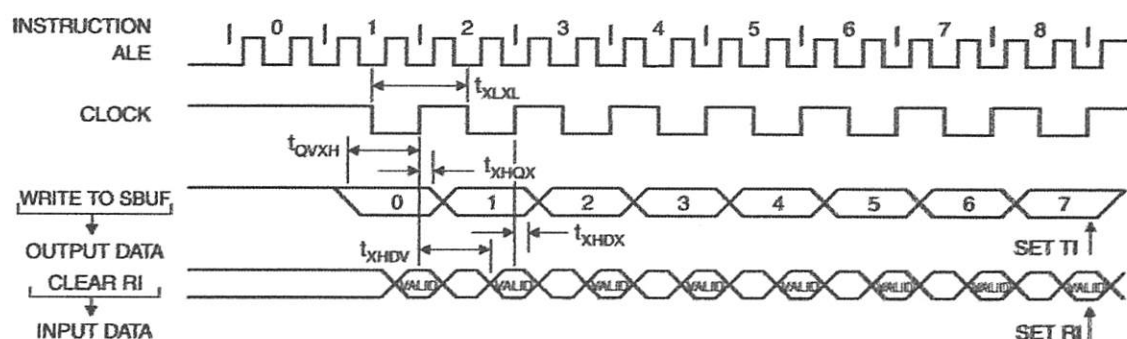 INSTRUCTION 0 1 2 3 4 5 6 7 8
ALE
tXLXL
CLOCK
tQVXH
tXHQX
WRITE TO SBUF 0 1 2 3 4 5 6 7
tXHDX
OUTPUT DATA SET TI
tXHDV
CLEAR RI VALID VALID VALID VALID VALID VALID VALID VALID
INPUT DATA SET RI